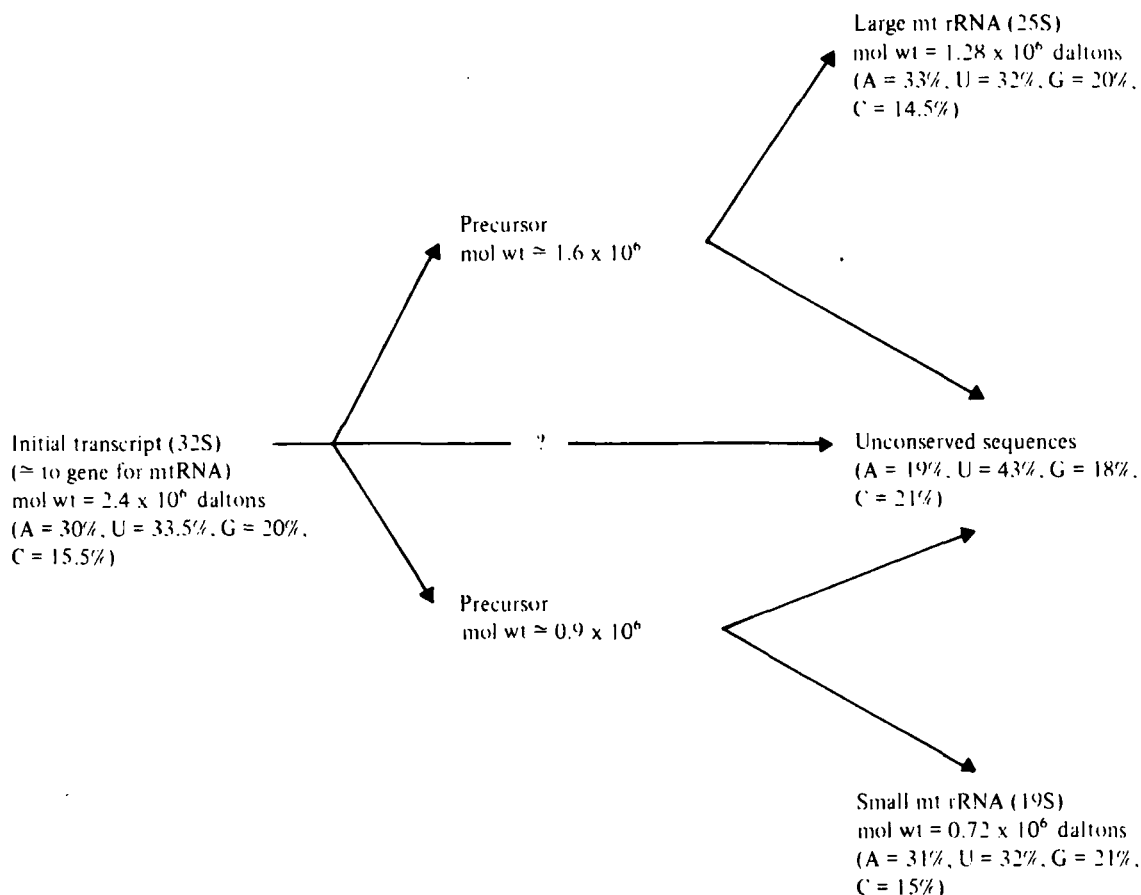 Large mt rRNA (25S)
mol wt = 1.28 x 10⁶ daltons
(A = 33%, U = 32%, G = 20%,
C = 14.5%)
Precursor
mol wt ≃ 1.6 x 10⁶
Initial transcript (32S)
(≃ to gene for mtRNA)
mol wt = 2.4 x 10⁶ daltons
(A = 30%, U = 33.5%, G = 20%,
C = 15.5%)
?
Unconserved sequences
(A = 19%, U = 43%, G = 18%,
C = 21%)
Precursor
mol wt ≃ 0.9 x 10⁶
Small mt rRNA (19S)
mol wt = 0.72 x 10⁶ daltons
(A = 31%, U = 32%, G = 21%,
C = 15%)